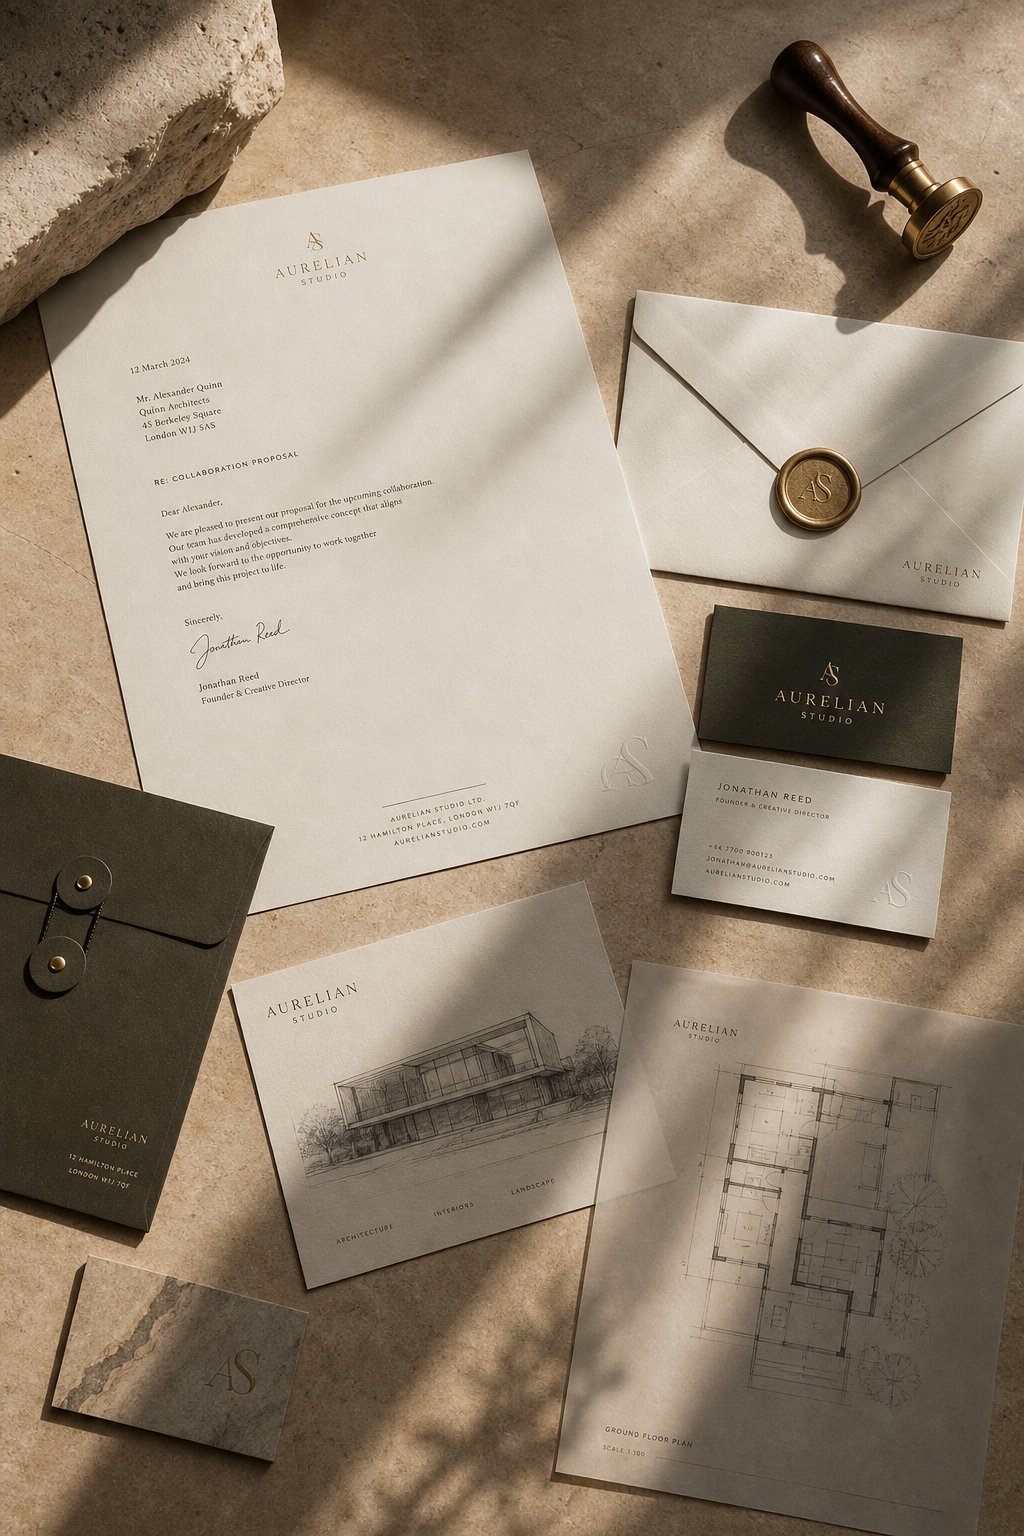 AS
AURELIAN
STUDIO
12 March 2024
Mr. Alexander Quinn
Quinn Architects
45 Berkeley Square
London W1J 5AS
RE: COLLABORATION PROPOSAL
Dear Alexander,
We are pleased to present our proposal for the upcoming collaboration.
Our team has developed a comprehensive concept that aligns
with your vision and objectives.
We look forward to the opportunity to work together
and bring this project to life.
Sincerely,
Jonathan Reed
Jonathan Reed
Founder & Creative Director
AS
AURELIAN STUDIO LTD.
12 HAMILTON PLACE, LONDON W1J 7QF
AURELIANSTUDIO.COM
AS
AURELIAN
STUDIO
AS
AURELIAN
STUDIO
JONATHAN REED
FOUNDER & CREATIVE DIRECTOR
+44 7700 900123
JONATHAN@AURELIANSTUDIO.COM
AURELIANSTUDIO.COM
AS
AURELIAN
STUDIO
12 HAMILTON PLACE
LONDON W1J 7QF
AURELIAN
STUDIO
ARCHITECTURE
INTERIORS
LANDSCAPE
AURELIAN
STUDIO
GROUND FLOOR PLAN
SCALE 1:100
AS